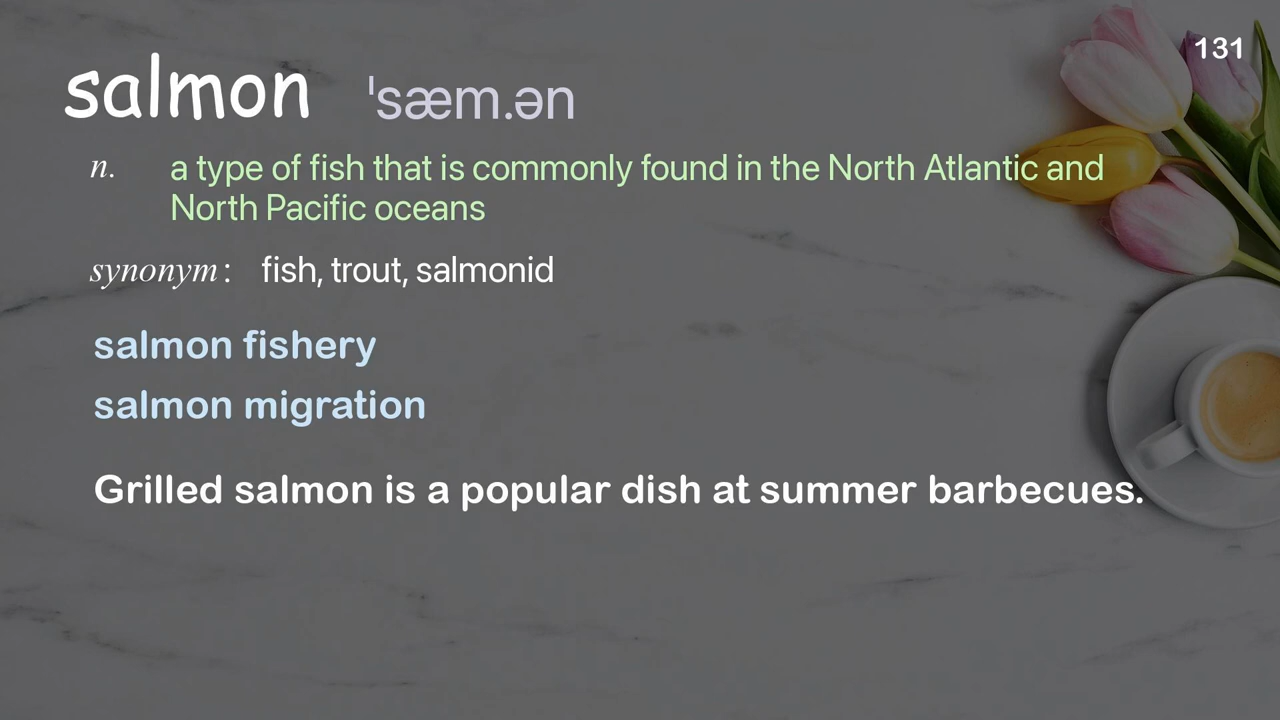 131
salmon ˈsæm.ən
n. a type of fish that is commonly found in the North Atlantic and
North Pacific oceans
synonym: fish, trout, salmonid
salmon fishery
salmon migration
Grilled salmon is a popular dish at summer barbecues.